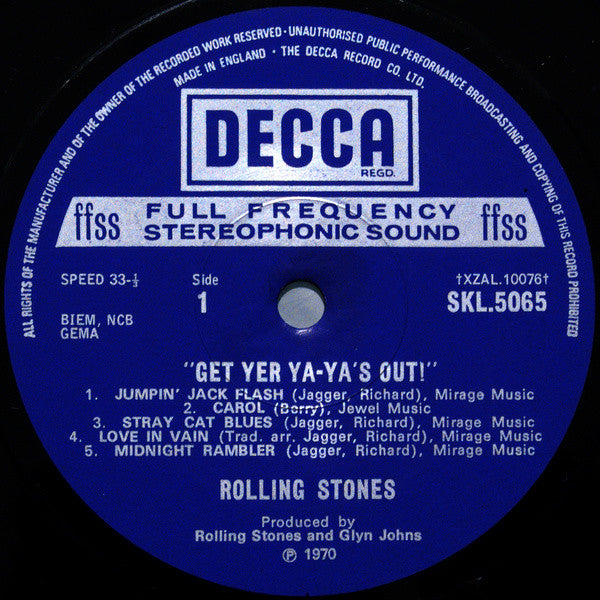 ALL RIGHTS OF THE MANUFACTURER AND OF THE OWNER OF THE RECORDED WORK RESERVED · UNAUTHORISED PUBLIC PERFORMANCE BROADCASTING AND COPYING OF THIS RECORD PROHIBITED
MADE IN ENGLAND · THE DECCA RECORD CO. LTD.
DECCA
REGD.
ffss FULL FREQUENCY ffss
STEREOPHONIC SOUND
SPEED 33-⅓ Side †XZAL.10076†
1 SKL.5065
BIEM, NCB
GEMA
"GET YER YA-YA'S OUT!"
1. JUMPIN' JACK FLASH (Jagger, Richard), Mirage Music
2. CAROL (Berry), Jewel Music
3. STRAY CAT BLUES (Jagger, Richard), Mirage Music
4. LOVE IN VAIN (Trad. arr. Jagger, Richard), Mirage Music
5. MIDNIGHT RAMBLER (Jagger, Richard), Mirage Music
ROLLING STONES
Produced by
Rolling Stones and Glyn Johns
℗ 1970